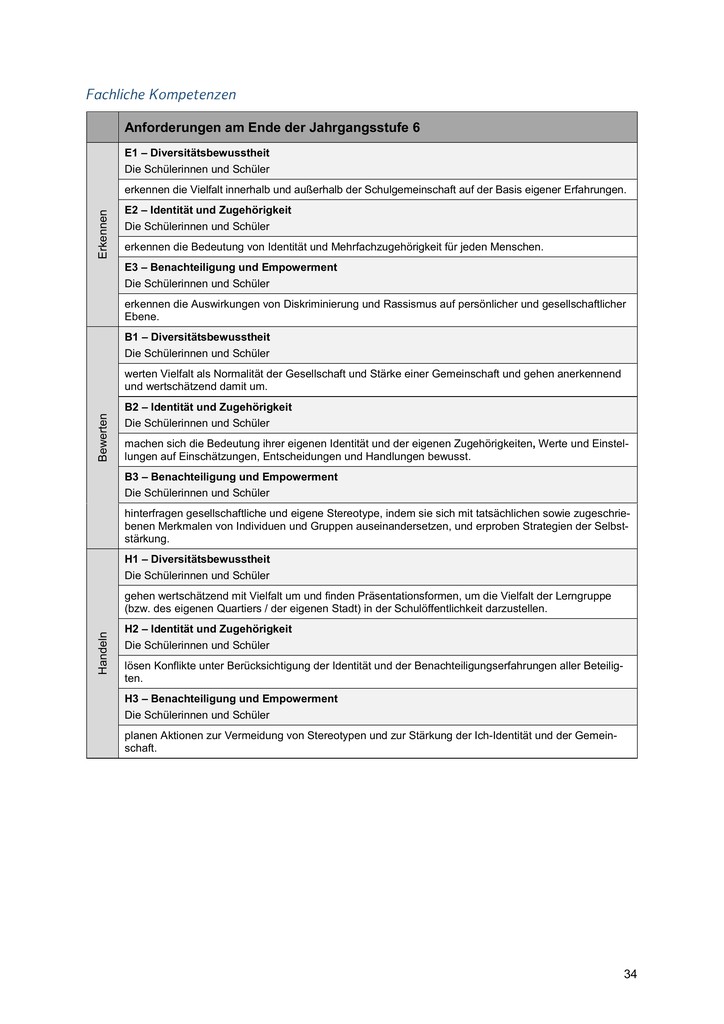 Fachliche Kompetenzen
Anforderungen am Ende der Jahrgangsstufe 6
Erkennen
E1 – Diversitätsbewusstheit
Die Schülerinnen und Schüler
erkennen die Vielfalt innerhalb und außerhalb der Schulgemeinschaft auf der Basis eigener Erfahrungen.
E2 – Identität und Zugehörigkeit
Die Schülerinnen und Schüler
erkennen die Bedeutung von Identität und Mehrfachzugehörigkeit für jeden Menschen.
E3 – Benachteiligung und Empowerment
Die Schülerinnen und Schüler
erkennen die Auswirkungen von Diskriminierung und Rassismus auf persönlicher und gesellschaftlicher
Ebene.
Bewerten
B1 – Diversitätsbewusstheit
Die Schülerinnen und Schüler
werten Vielfalt als Normalität der Gesellschaft und Stärke einer Gemeinschaft und gehen anerkennend
und wertschätzend damit um.
B2 – Identität und Zugehörigkeit
Die Schülerinnen und Schüler
machen sich die Bedeutung ihrer eigenen Identität und der eigenen Zugehörigkeiten, Werte und Einstel-
lungen auf Einschätzungen, Entscheidungen und Handlungen bewusst.
B3 – Benachteiligung und Empowerment
Die Schülerinnen und Schüler
hinterfragen gesellschaftliche und eigene Stereotype, indem sie sich mit tatsächlichen sowie zugeschrie-
benen Merkmalen von Individuen und Gruppen auseinandersetzen, und erproben Strategien der Selbst-
stärkung.
Handeln
H1 – Diversitätsbewusstheit
Die Schülerinnen und Schüler
gehen wertschätzend mit Vielfalt um und finden Präsentationsformen, um die Vielfalt der Lerngruppe
(bzw. des eigenen Quartiers / der eigenen Stadt) in der Schulöffentlichkeit darzustellen.
H2 – Identität und Zugehörigkeit
Die Schülerinnen und Schüler
lösen Konflikte unter Berücksichtigung der Identität und der Benachteiligungserfahrungen aller Beteilig-
ten.
H3 – Benachteiligung und Empowerment
Die Schülerinnen und Schüler
planen Aktionen zur Vermeidung von Stereotypen und zur Stärkung der Ich-Identität und der Gemein-
schaft.
34